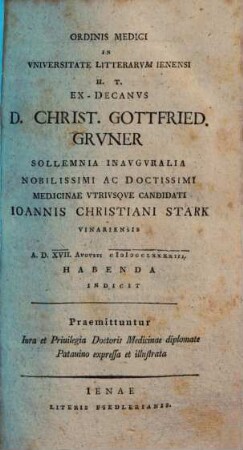 ORDINIS MEDICI
IN
VNIVERSITATE LITTERARVM IENENSI
H. T.
EX-DECANVS
D. CHRIST. GOTTFRIED.
GRVNER
SOLLEMNIA INAVGVRALIA
NOBILISSIMI AC DOCTISSIMI
MEDICINAE VTRIVSQVE CANDIDATI
IOANNIS CHRISTIANI STARK
VINARIENSIS
A. D. XVII. AVGVSTI
HABENDA
INDICIT
Praemittuntur
Iura et Priuilegia Doctoris Medicinae diplomate
Patauino expressa et illustrata
IENAE
LITERIS FIEDLERIANIS.